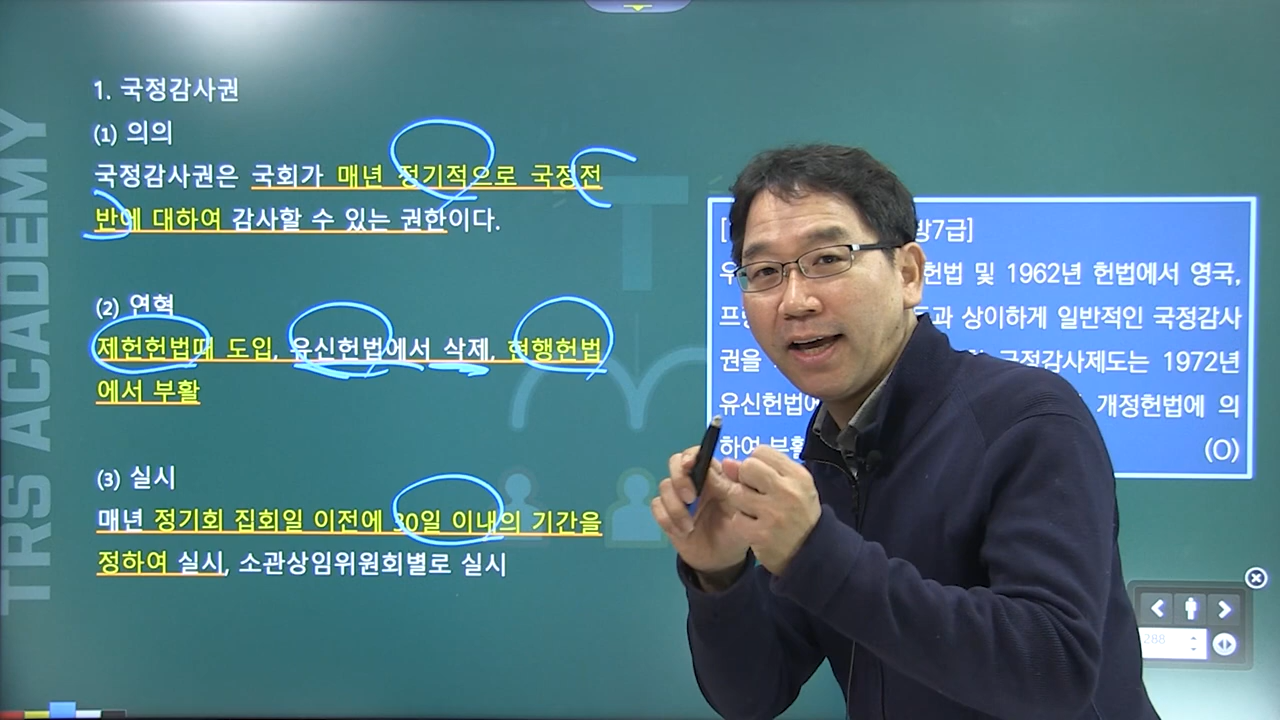 TRS ACADEMY
1. 국정감사권
(1) 의의
국정감사권은 국회가 매년 정기적으로 국정전
반에 대하여 감사할 수 있는 권한이다.
(2) 연혁
제헌헌법때 도입, 유신헌법에서 삭제, 현행헌법
에서 부활
(3) 실시
매년 정기회 집회일 이전에 30일 이내의 기간을
정하여 실시, 소관상임위원회별로 실시
[ 7급]
헌법 및 1962년 헌법에서 영국,
상이하게 일반적인 국정감사
권을 국정감사제도는 1972년
유신헌법에 개정헌법에 의
하여 부활 (O)
288